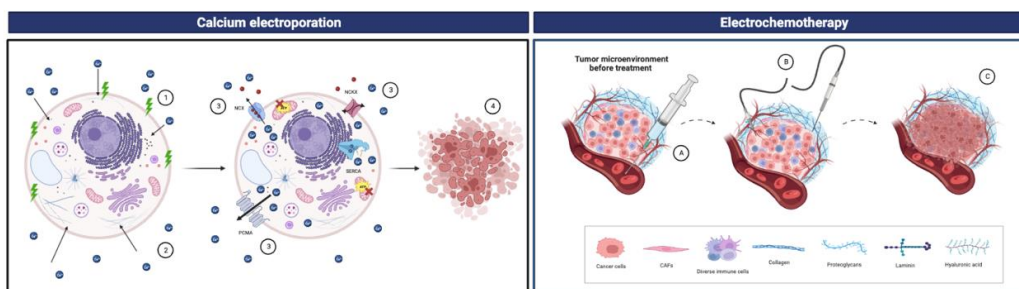 Calcium electroporation
1
2
3
NCX
NCKX
3
SERCA
PCMA
3
4
Electrochemotherapy
Tumor microenvironment
before treatment
A
B
C
Cancer cells
CAFs
Diverse immune cells
Collagen
Proteoglycans
Laminin
Hyaluronic acid